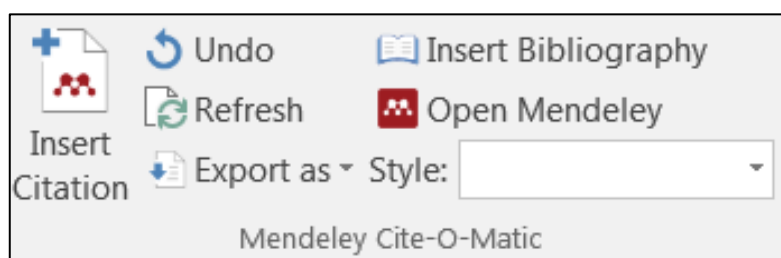 Undo
Insert Bibliography
Refresh
Open Mendeley
Insert
Citation
Export as
Style:
Mendeley Cite-O-Matic